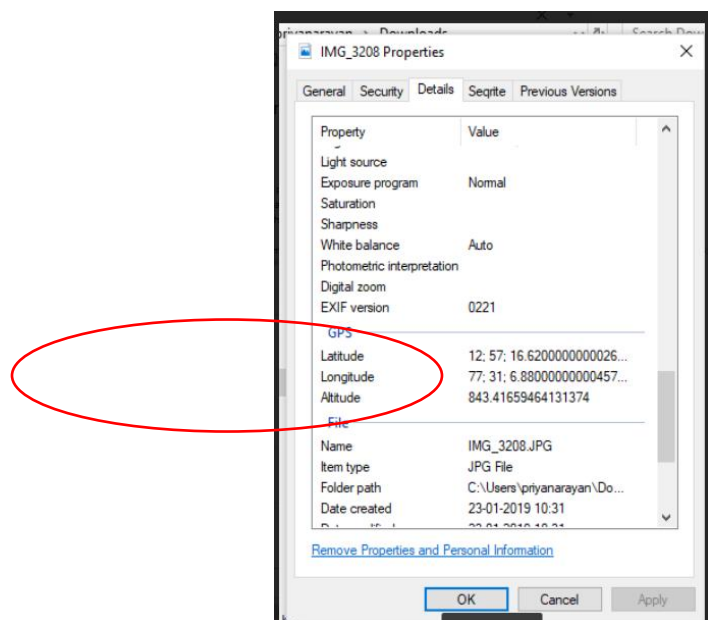 IMG_3208 Properties
General Security Details Seqrite Previous Versions
Property Value
Light source
Exposure program Normal
Saturation
Sharpness
White balance Auto
Photometric interpretation
Digital zoom
EXIF version 0221
GPS
Latitude 12; 57; 16.6200000000026...
Longitude 77; 31; 6.88000000000457...
Altitude 843.41659464131374
File
Name IMG_3208.JPG
Item type JPG File
Folder path C:\Users\priyanarayan\Do...
Date created 23-01-2019 10:31
Remove Properties and Personal Information
OK Cancel Apply